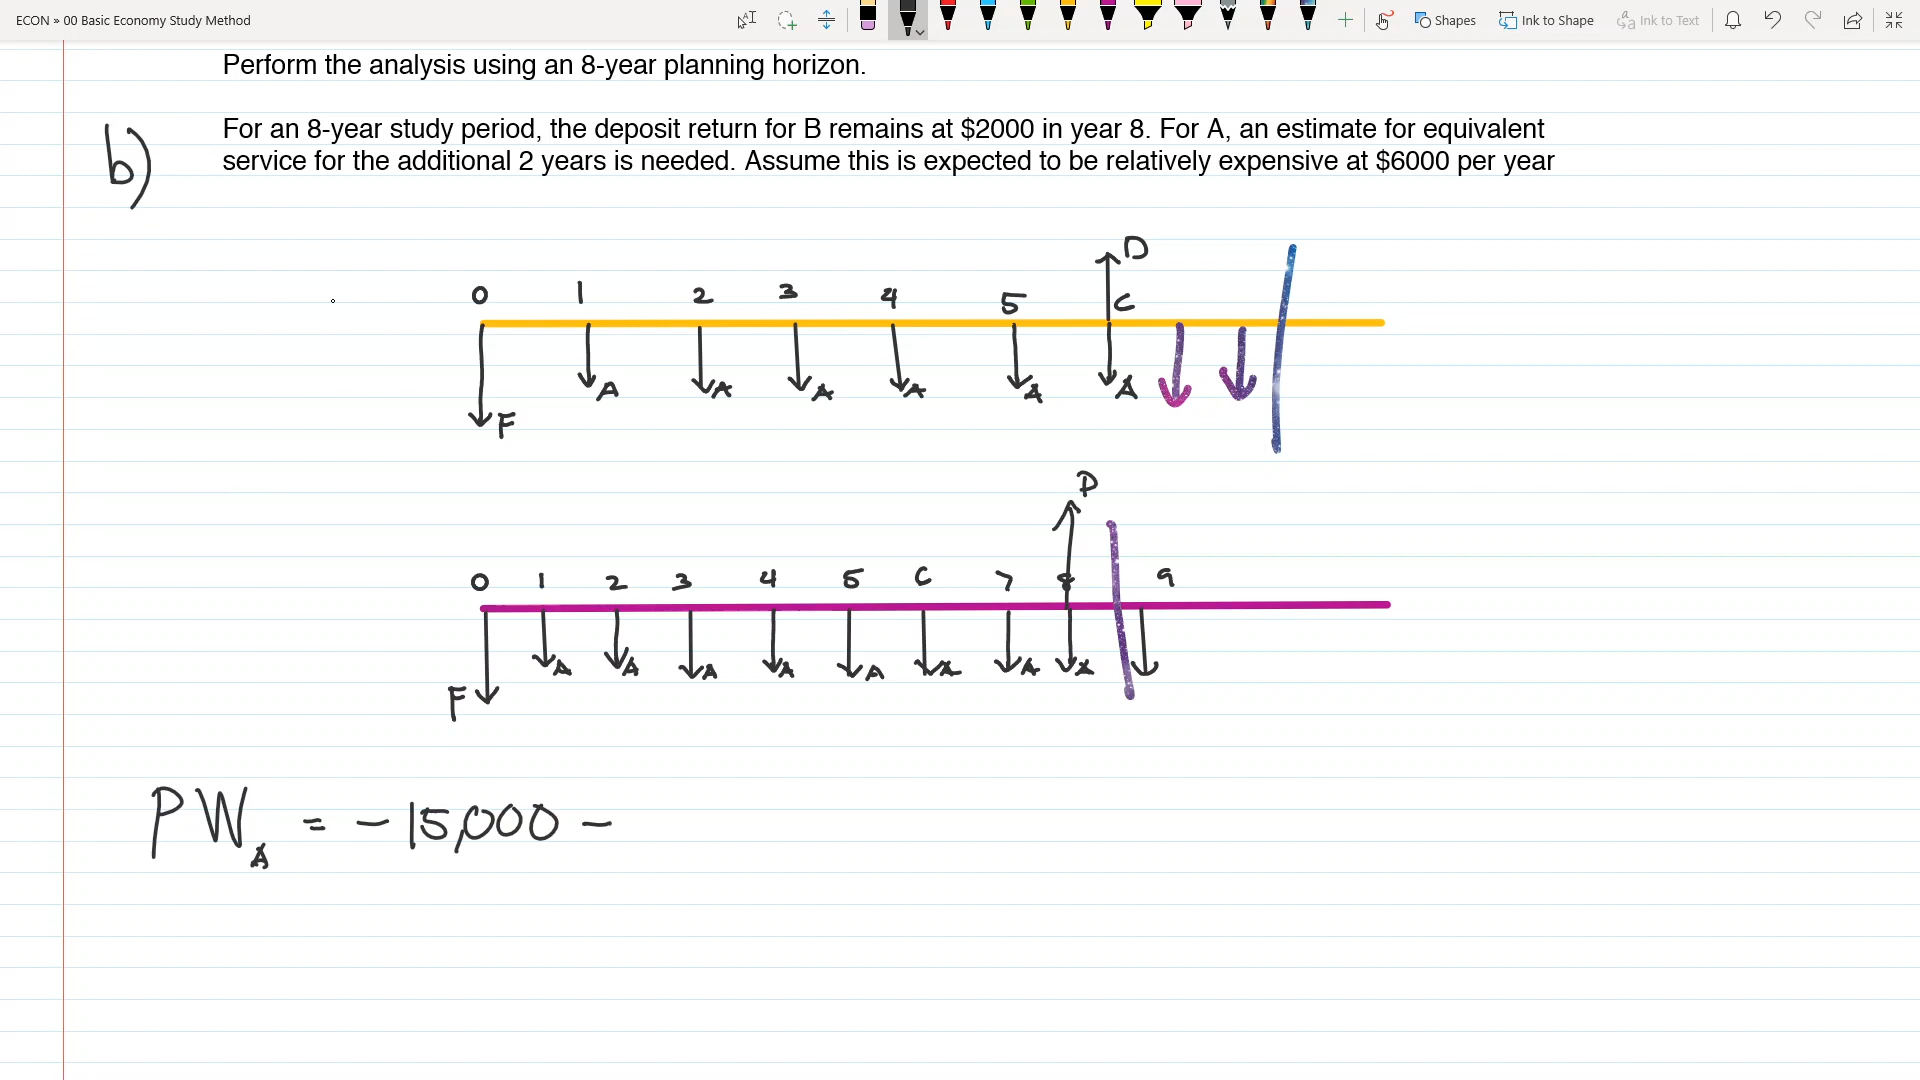 ECON » 00 Basic Economy Study Method
Shapes
Ink to Shape
Ink to Text
Perform the analysis using an 8-year planning horizon.
b)
For an 8-year study period, the deposit return for B remains at $2000 in year 8. For A, an estimate for equivalent
service for the additional 2 years is needed. Assume this is expected to be relatively expensive at $6000 per year
D
0 1 2 3 4 5 6
A A A A A A
F
D
0 1 2 3 4 5 6 7 8 9
A A A A A A A A
F
PW_A = - 15,000 -